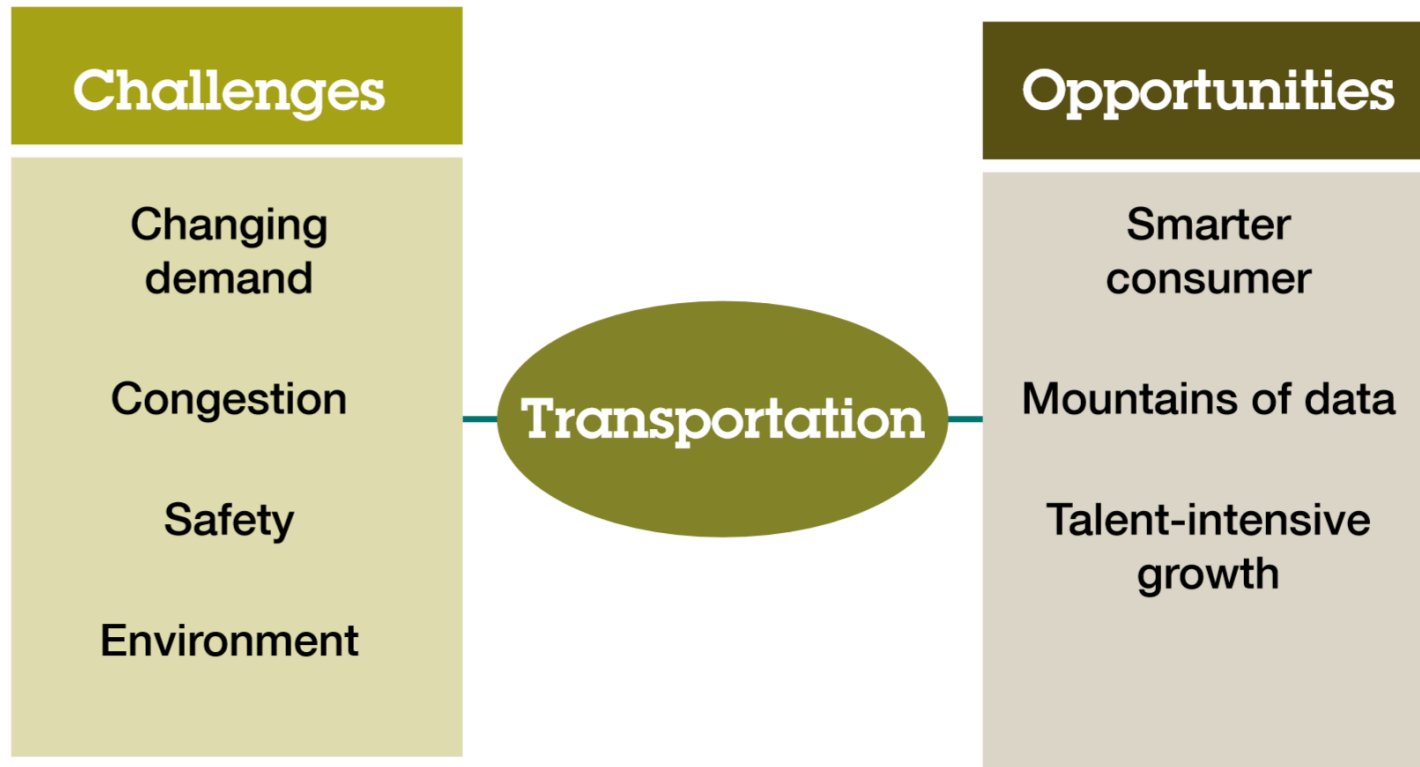 Challenges
Changing
demand
Congestion
Safety
Environment
Transportation
Opportunities
Smarter
consumer
Mountains of data
Talent-intensive
growth